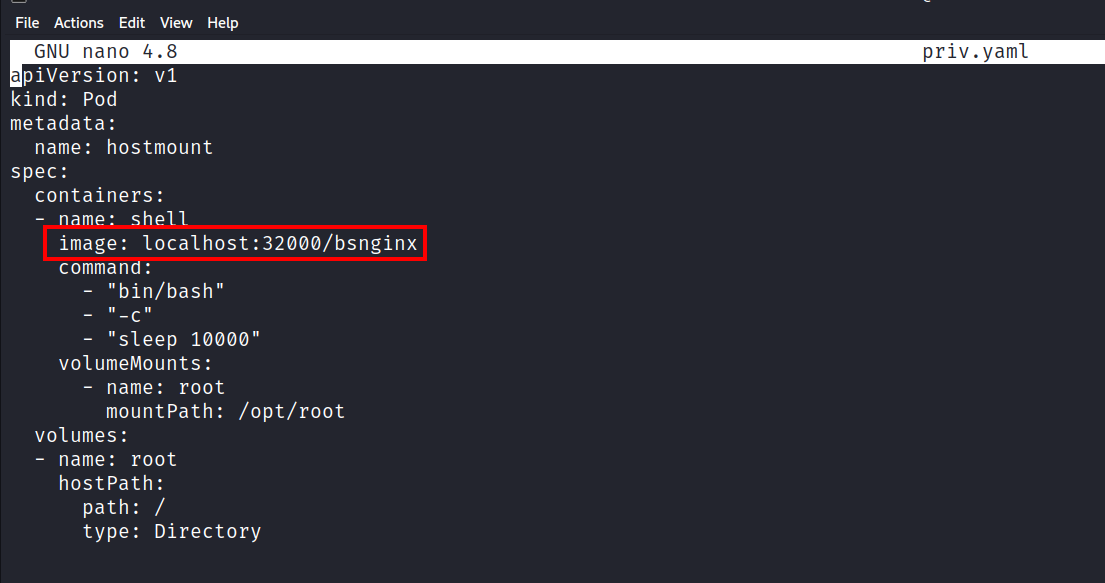 File Actions Edit View Help
GNU nano 4.8 priv.yaml
apiVersion: v1
kind: Pod
metadata:
  name: hostmount
spec:
  containers:
  - name: shell
    image: localhost:32000/bsnginx
    command:
      - "bin/bash"
      - "-c"
      - "sleep 10000"
    volumeMounts:
      - name: root
        mountPath: /opt/root
  volumes:
  - name: root
    hostPath:
      path: /
      type: Directory